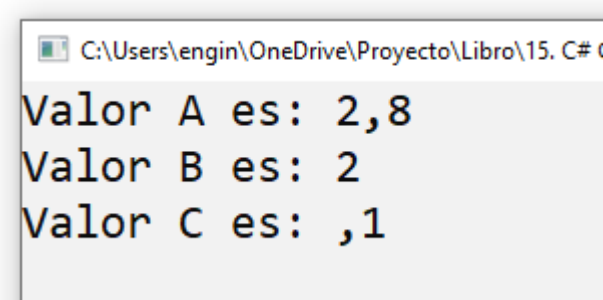 C:\Users\engin\OneDrive\Proyecto\Libro\15. C#
Valor A es: 2,8
Valor B es: 2
Valor C es: ,1